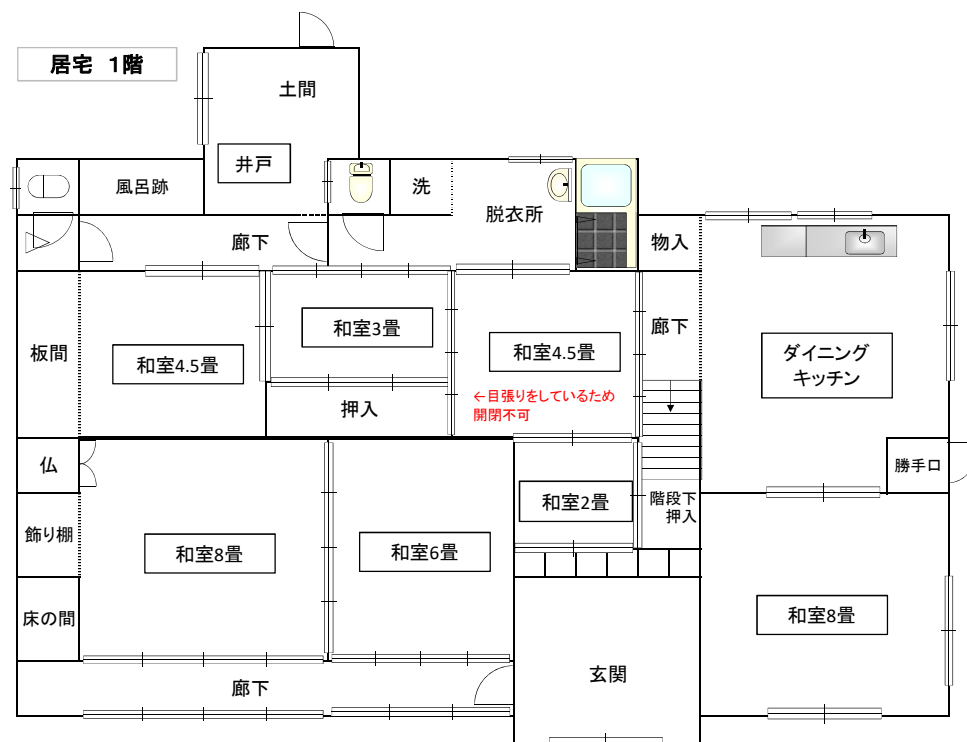 居宅 1階
土間
井戸
風呂跡
洗
脱衣所
廊下
物入
和室3畳
廊下
板間
和室4.5畳
和室4.5畳
ダイニング
キッチン
←目張りをしているため
開閉不可
押入
仏
勝手口
和室2畳
階段下
押入
飾り棚
和室8畳
和室6畳
床の間
和室8畳
玄関
廊下